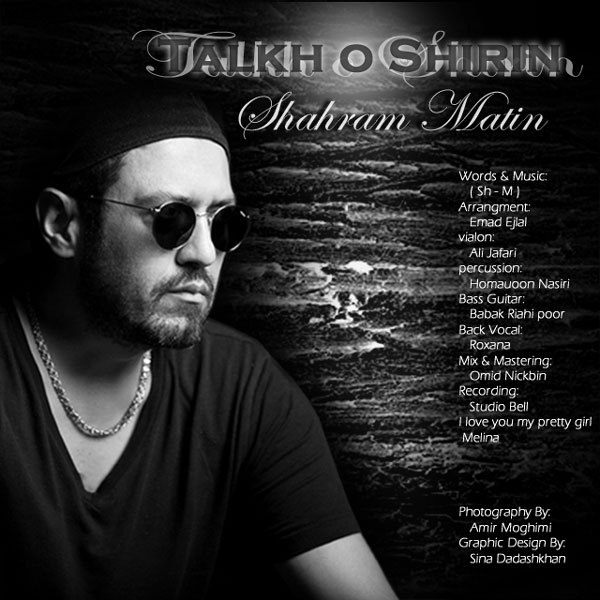 TALKH O SHIRIN
Shahram Matin
Words & Music:
( Sh - M )
Arrangment:
Emad Ejlal
vialon:
Ali Jafari
percussion:
Homauoon Nasiri
Bass Guitar:
Babak Riahi poor
Back Vocal:
Roxana
Mix & Mastering:
Omid Nickbin
Recording:
Studio Bell
I love you my pretty girl
Melina
Photography By:
Amir Moghimi
Graphic Design By:
Sina Dadashkhan